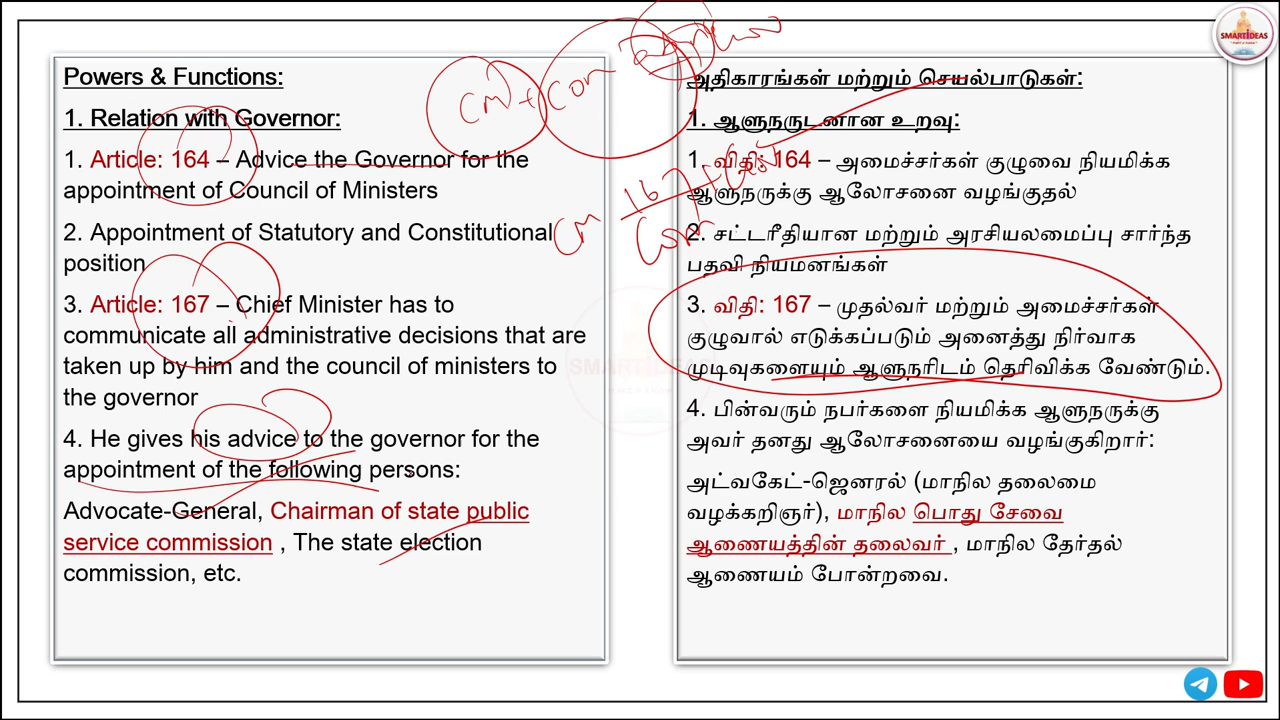 SMARTIDEAS
Powers & Functions:
1. Relation with Governor:
1. Article: 164 – Advice the Governor for the
appointment of Council of Ministers
2. Appointment of Statutory and Constitutional
position
3. Article: 167 – Chief Minister has to
communicate all administrative decisions that are
taken up by him and the council of ministers to
the governor
4. He gives his advice to the governor for the
appointment of the following persons:
Advocate-General, Chairman of state public
service commission , The state election
commission, etc.
CM + Com
167
CM
Com
அதிகாரங்கள் மற்றும் செயல்பாடுகள்:
1. ஆளுநருடனான உறவு:
1. விதி: 164 – அமைச்சர்கள் குழுவை நியமிக்க
ஆளுநருக்கு ஆலோசனை வழங்குதல்
2. சட்டரீதியான மற்றும் அரசியலமைப்பு சார்ந்த
பதவி நியமனங்கள்
3. விதி: 167 – முதல்வர் மற்றும் அமைச்சர்கள்
குழுவால் எடுக்கப்படும் அனைத்து நிர்வாக
முடிவுகளையும் ஆளுநரிடம் தெரிவிக்க வேண்டும்.
4. பின்வரும் நபர்களை நியமிக்க ஆளுநருக்கு
அவர் தனது ஆலோசனையை வழங்குகிறார்:
அட்வகேட்-ஜெனரல் (மாநில தலைமை
வழக்கறிஞர்), மாநில பொது சேவை
ஆணையத்தின் தலைவர் , மாநில தேர்தல்
ஆணையம் போன்றவை.
SMARTIDEAS